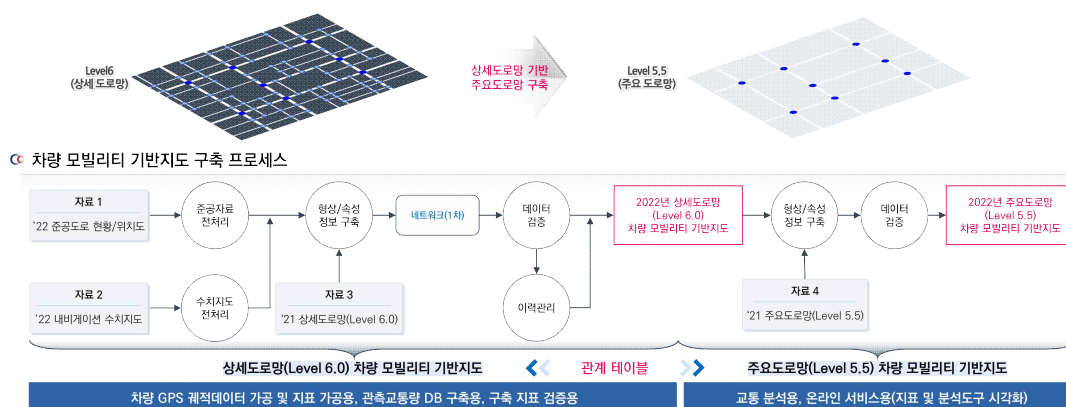 Level6
(상세 도로망)
상세도로망 기반
주요도로망 구축
Level 5.5
(주요 도로망)
차량 모빌리티 기반지도 구축 프로세스
자료 1
'22 준공도로 현황/위치도
준공자료
전처리
형상/속성
정보 구축
네트워크(1차)
데이터
검증
2022년 상세도로망
(Level 6.0)
차량 모빌리티 기반지도
형상/속성
정보 구축
데이터
검증
2022년 주요도로망
(Level 5.5)
차량 모빌리티 기반지도
자료 2
'22 내비게이션 수치지도
수치지도
전처리
자료 3
'21 상세도로망(Level 6.0)
이력관리
자료 4
'21 주요도로망(Level 5.5)
상세도로망(Level 6.0) 차량 모빌리티 기반지도
관계 테이블
주요도로망(Level 5.5) 차량 모빌리티 기반지도
차량 GPS 궤적데이터 가공 및 지표 가공용, 관측교통량 DB 구축용, 구축 지표 검증용
교통 분석용, 온라인 서비스용(지표 및 분석도구 시각화)